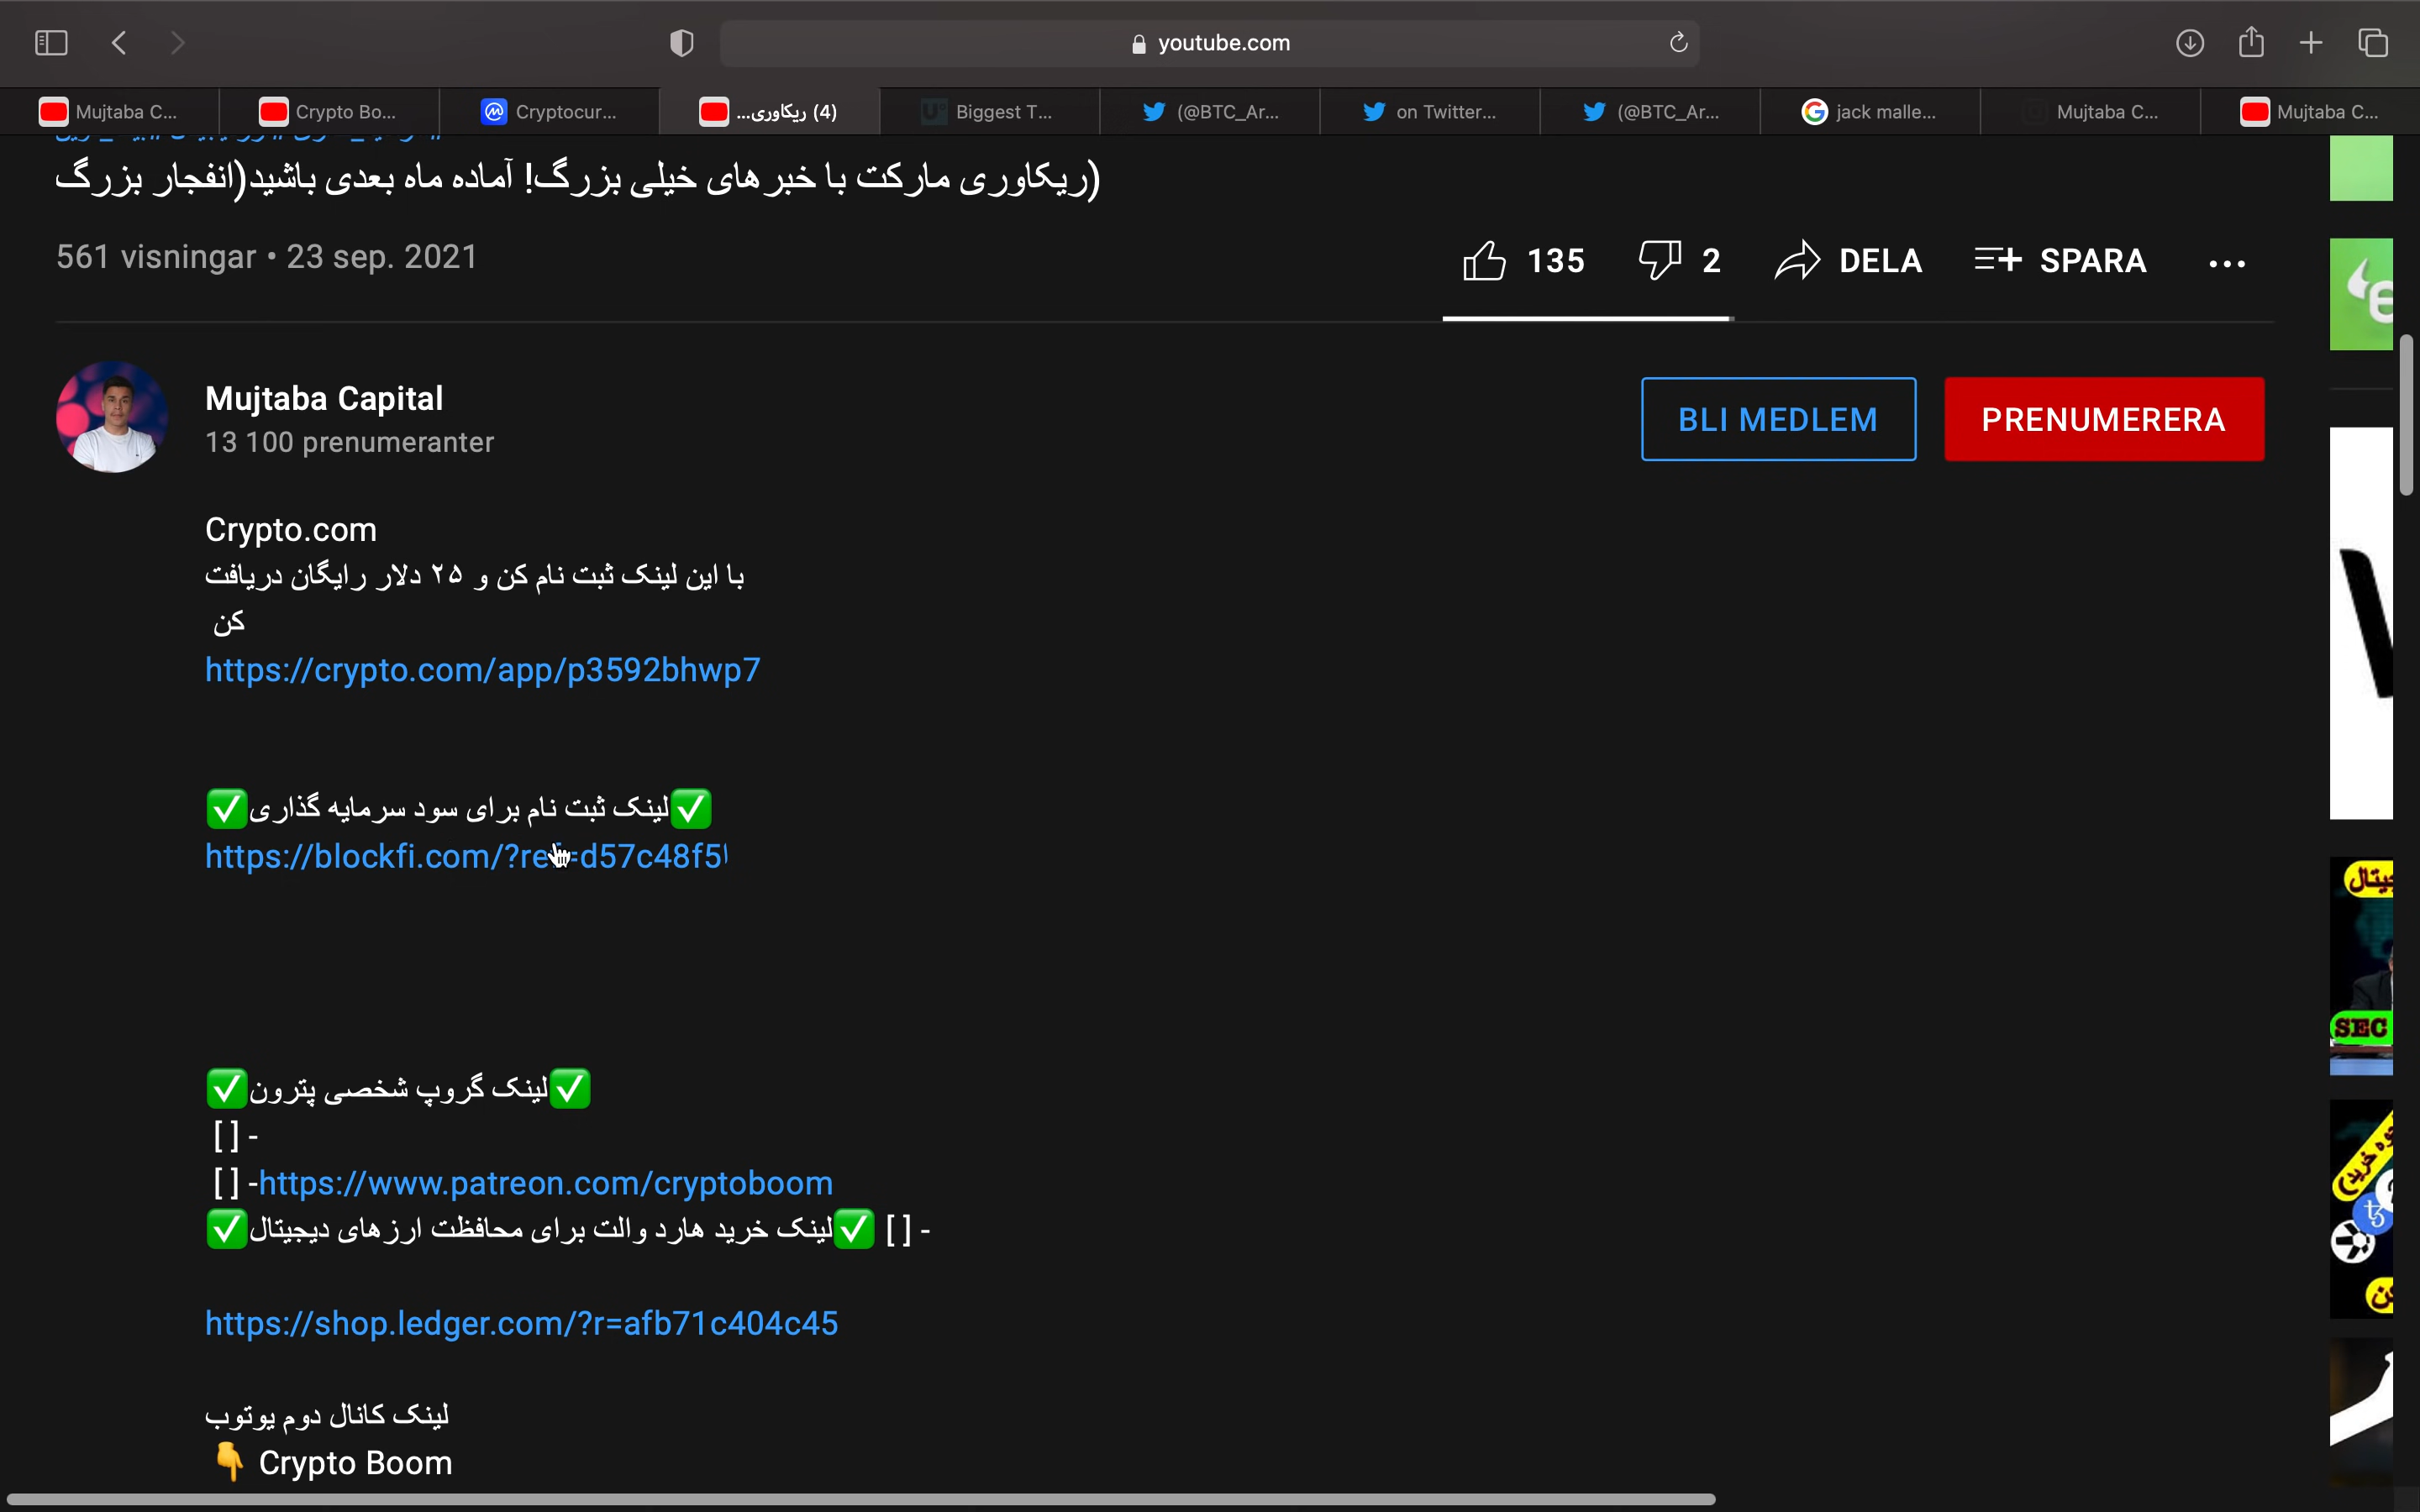 youtube.com
Mujtaba C...
Crypto Bo...
Cryptocur...
(4) ریکاوری...
Biggest T...
(@BTC_Ar...
on Twitter...
(@BTC_Ar...
jack malle...
Mujtaba C...
Mujtaba C...
(ریکاوری مارکت با خبر های خیلی بزرگ! آماده ماه بعدی باشید(انفجار بزرگ
561 visningar • 23 sep. 2021
135
2
DELA
SPARA
Mujtaba Capital
13 100 prenumeranter
BLI MEDLEM
PRENUMERERA
Crypto.com
با این لینک ثبت نام کن و ۲۵ دلار رایگان دریافت
کن
https://crypto.com/app/p3592bhwp7
✅لینک ثبت نام برای سود سرمایه گذاری✅
✅لینک گروپ شخصی پترون✅
[] -
[] -https://www.patreon.com/cryptoboom
✅لینک خرید هارد والت برای محافظت ارزهای دیجیتال✅ [] -
https://shop.ledger.com/?r=afb71c404c45
لینک کانال دوم یوتوب
👇 Crypto Boom
SEC